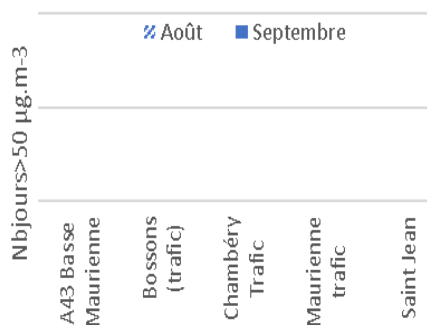 Août Septembre
Nbjours>50 µg.m-3
A43 Basse
Maurienne
Bossons
(trafic)
Chambéry
Trafic
Maurienne
trafic
Saint Jean